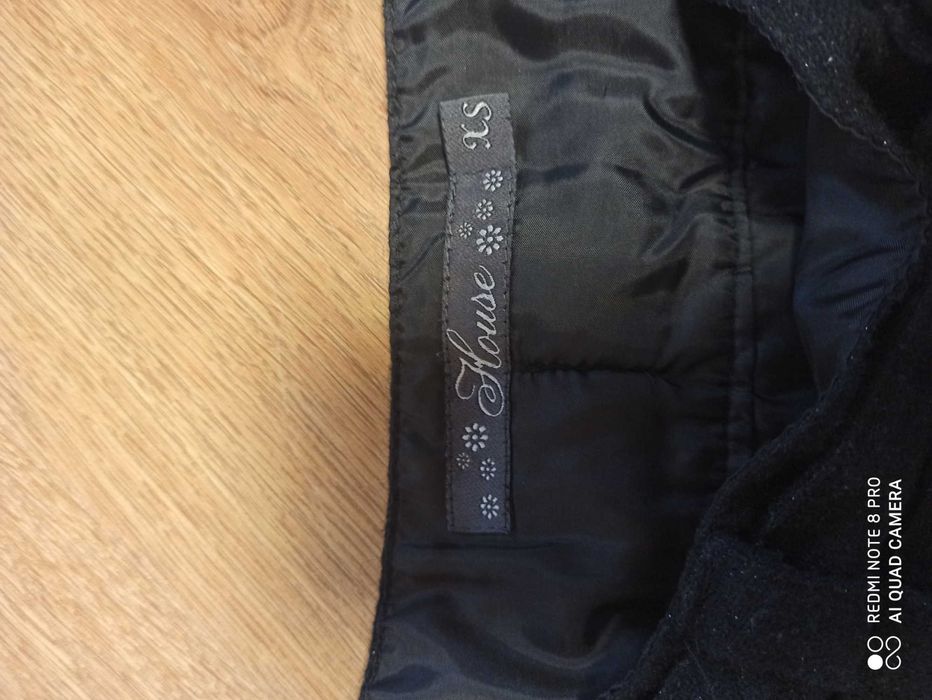 House
XS
REDMI NOTE 8 PRO
AI QUAD CAMERA